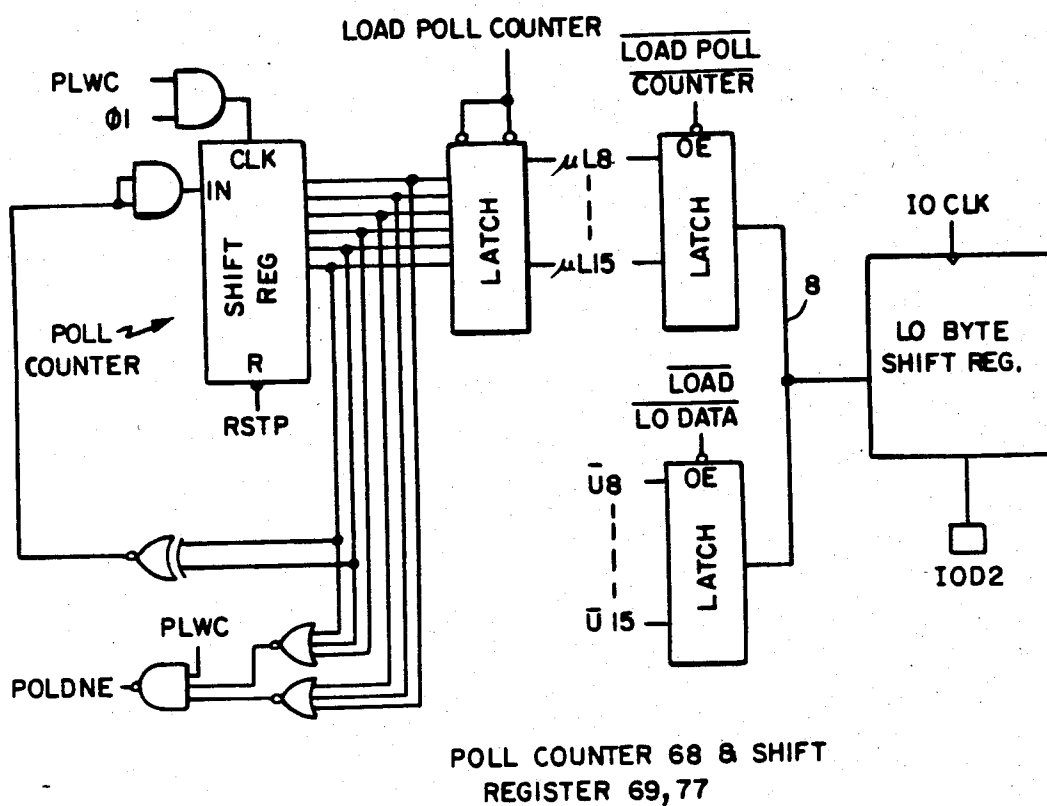 LOAD POLL COUNTER
LOAD POLL
COUNTER
PLWC
Ø1
CLK
IN
SHIFT
REG
R
RSTP
POLL
COUNTER
LATCH
μL8
μL15
OE
LATCH
8
IO CLK
LO BYTE
SHIFT REG.
IOD2
LOAD
LO DATA
Ū8
Ū15
OE
LATCH
PLWC
POLDNE
POLL COUNTER 68 & SHIFT
REGISTER 69,77